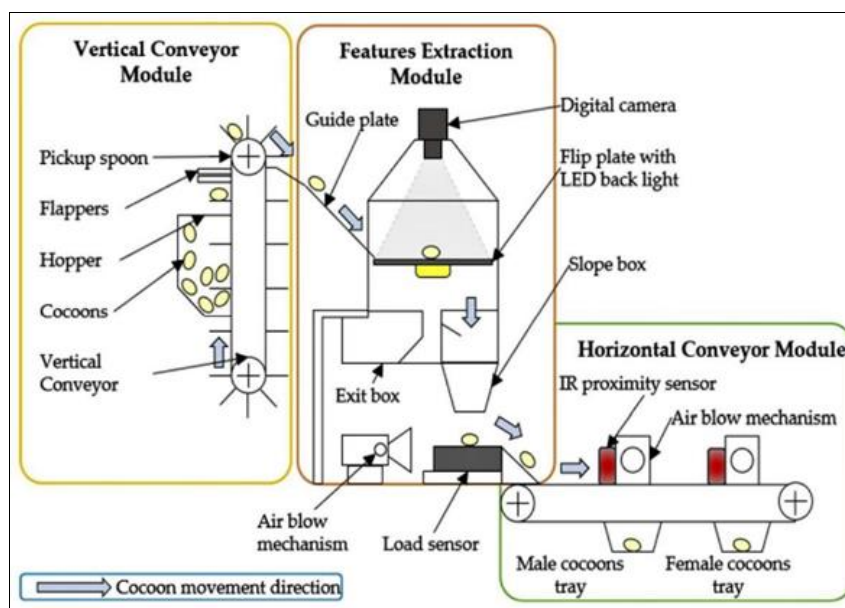 Vertical Conveyor
Module
Pickup spoon
Flappers
Hopper
Cocoons
Vertical
Conveyor
Features Extraction
Module
Guide plate
Digital camera
Flip plate with
LED back light
Slope box
Exit box
Air blow
mechanism
Load sensor
Horizontal Conveyor Module
IR proximity sensor
Air blow mechanism
Male cocoons
tray
Female cocoons
tray
Cocoon movement direction